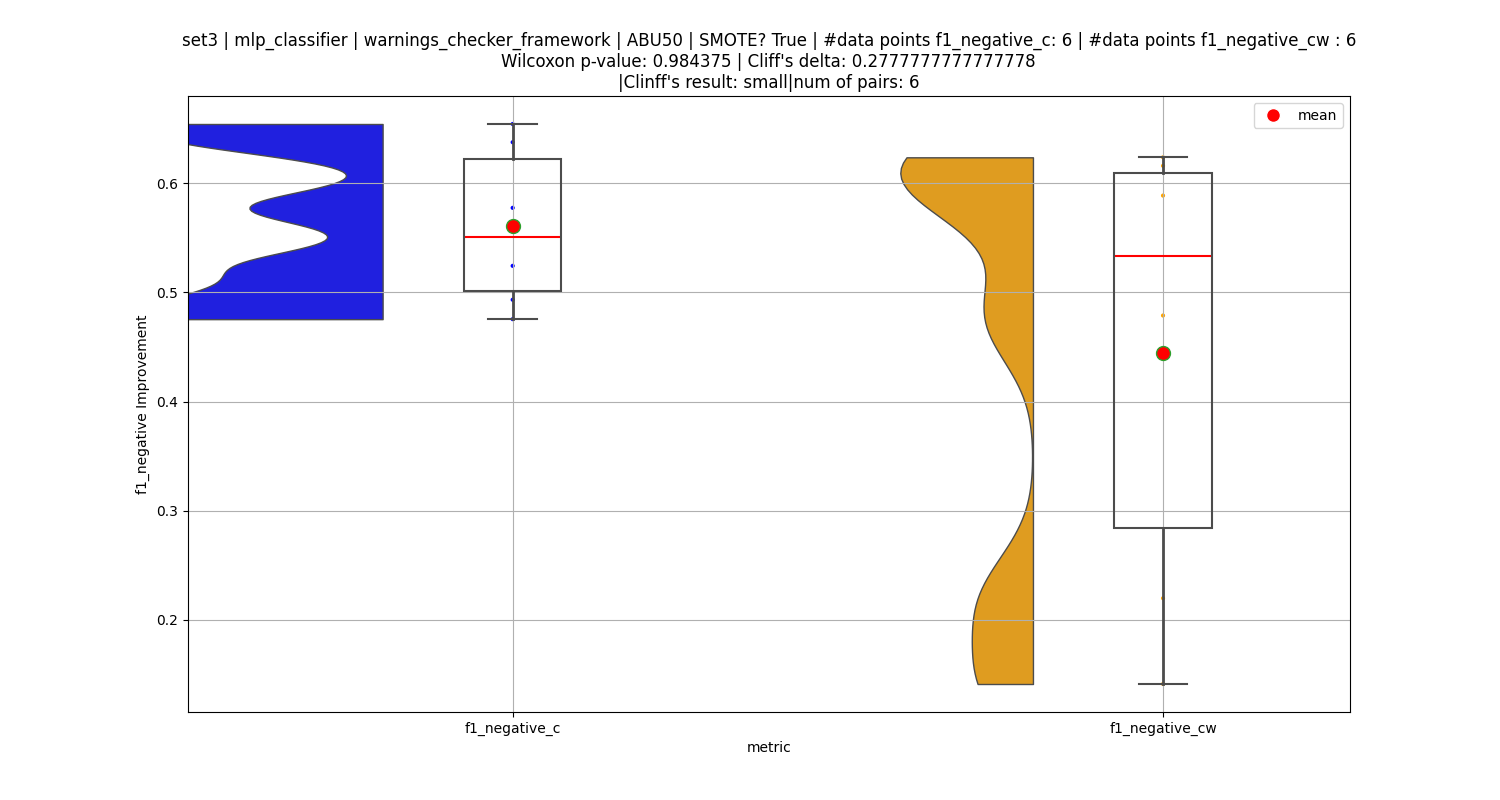 set3 | mlp_classifier | warnings_checker_framework | ABU50 | SMOTE? True | #data points f1_negative_c: 6 | #data points f1_negative_cw : 6
Wilcoxon p-value: 0.984375 | Cliff's delta: 0.2777777777777778
|Clinff's result: small|num of pairs: 6
mean
0.6
0.5
0.4
0.3
0.2
f1_negative Improvement
f1_negative_c
f1_negative_cw
metric